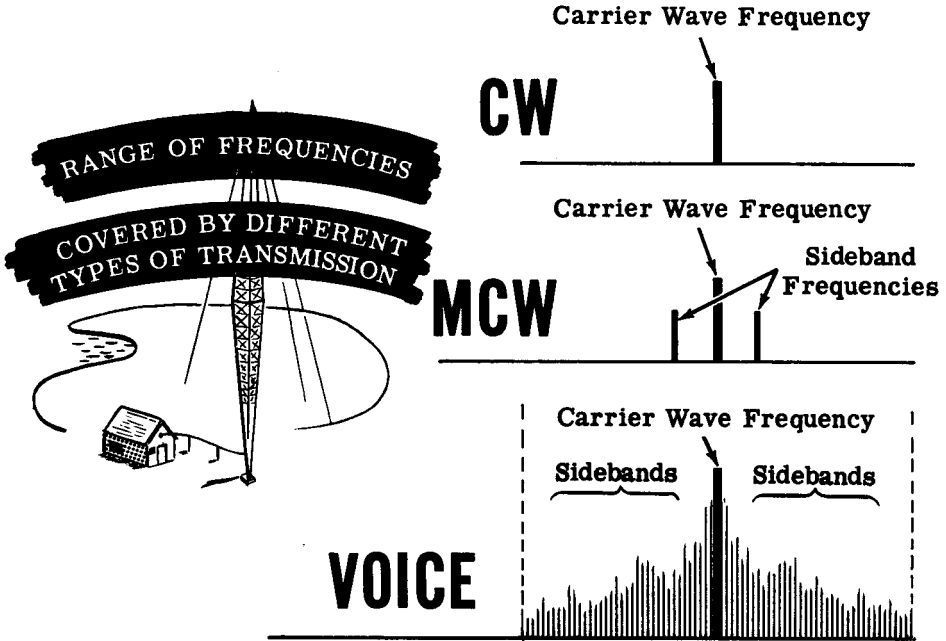 RANGE OF FREQUENCIES
COVERED BY DIFFERENT
TYPES OF TRANSMISSION
Carrier Wave Frequency
CW
Carrier Wave Frequency
Sideband
Frequencies
MCW
Carrier Wave Frequency
Sidebands
Sidebands
VOICE